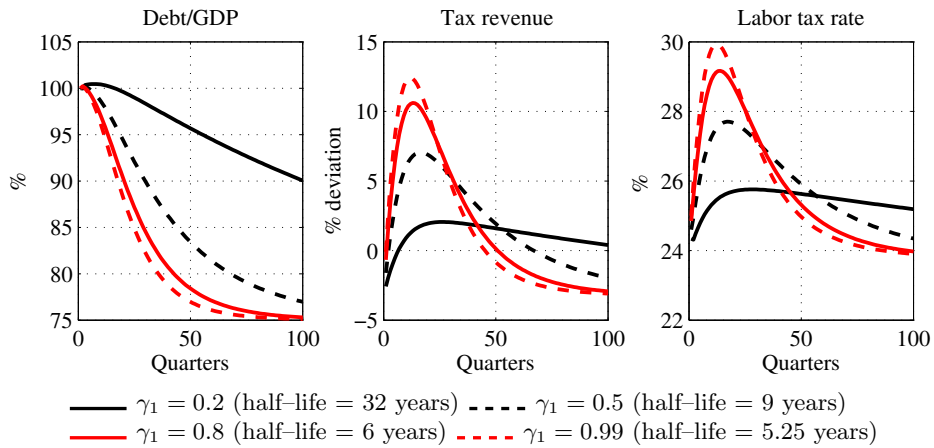 Debt/GDP Tax revenue Labor tax rate
100
95
90
85
80
75
%
0 50 100
Quarters
15
10
5
0
−5
% deviation
0 50 100
Quarters
30
28
26
24
22
%
0 50 100
Quarters
γ₁ = 0.2 (half–life = 32 years) γ₁ = 0.5 (half–life = 9 years)
γ₁ = 0.8 (half–life = 6 years) γ₁ = 0.99 (half–life = 5.25 years)